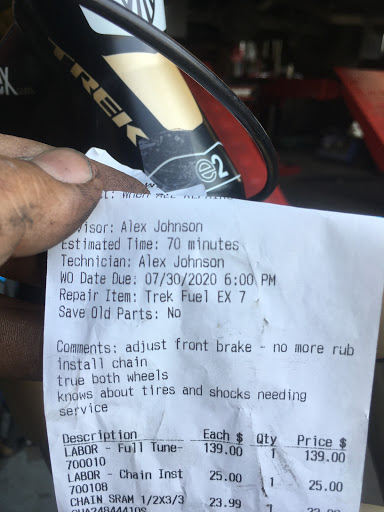 TREK
e2
visor: Alex Johnson
Estimated Time: 70 minutes
Technician: Alex Johnson
WO Date Due: 07/30/2020 6:00 PM
Repair Item: Trek Fuel EX 7
Save Old Parts: No
Comments: adjust front brake - no more rub
install chain
true both wheels
knows about tires and shocks needing
service
Description Each $ Qty Price $
LABOR - Full Tune- 139.00 1 139.00
700010
LABOR - Chain Inst 25.00 1 25.00
700108
CHAIN SRAM 1/2X3/3 23.99